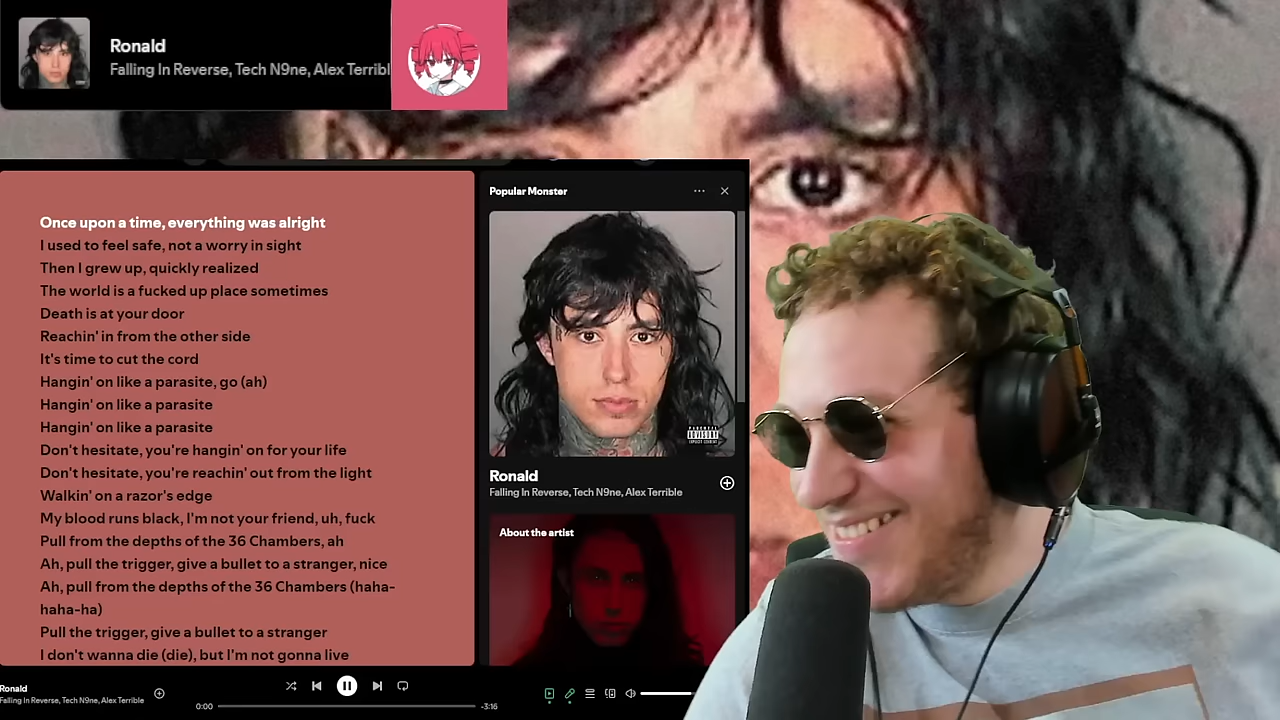 Ronald
Falling In Reverse, Tech N9ne, Alex Terribl
Once upon a time, everything was alright
I used to feel safe, not a worry in sight
Then I grew up, quickly realized
The world is a fucked up place sometimes
Death is at your door
Reachin' in from the other side
It's time to cut the cord
Hangin' on like a parasite, go (ah)
Hangin' on like a parasite
Hangin' on like a parasite
Don't hesitate, you're hangin' on for your life
Don't hesitate, you're reachin' out from the light
Walkin' on a razor's edge
My blood runs black, I'm not your friend, uh, fuck
Pull from the depths of the 36 Chambers, ah
Ah, pull the trigger, give a bullet to a stranger, nice
Ah, pull from the depths of the 36 Chambers (haha-
haha-ha)
Pull the trigger, give a bullet to a stranger
I don't wanna die (die), but I'm not gonna live
Popular Monster
PARENTAL
ADVISORY
EXPLICIT CONTENT
Ronald
Falling In Reverse, Tech N9ne, Alex Terrible
About the artist
Ronald
Falling In Reverse, Tech N9ne, Alex Terrible
0:00
-3:16